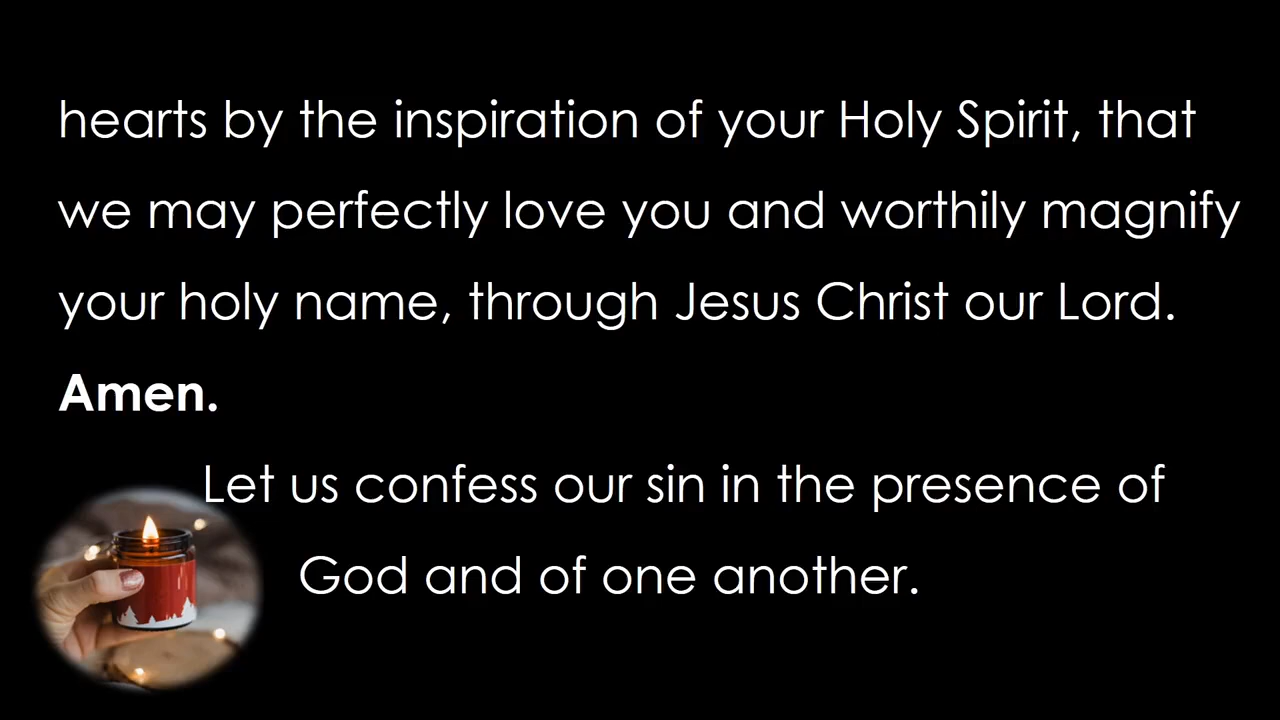 hearts by the inspiration of your Holy Spirit, that
we may perfectly love you and worthily magnify
your holy name, through Jesus Christ our Lord.
Amen.
Let us confess our sin in the presence of
God and of one another.